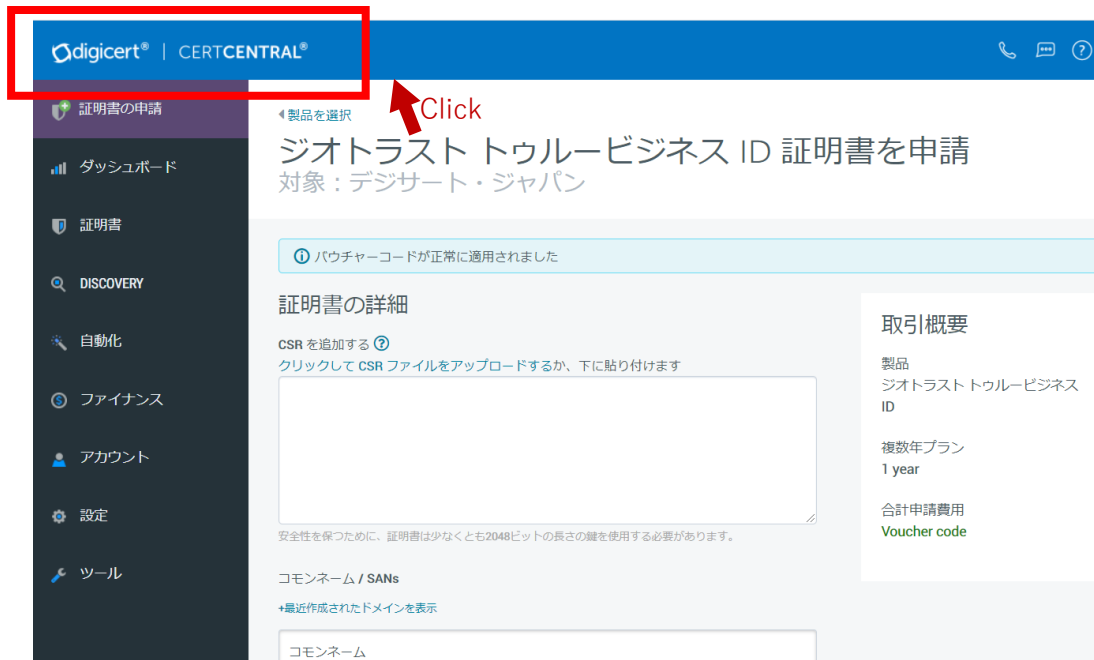 digicert® | CERTCENTRAL®
証明書の申請
ダッシュボード
証明書
DISCOVERY
自動化
ファイナンス
アカウント
設定
ツール
Click
製品を選択
ジオトラスト トゥルービジネス ID 証明書を申請
対象：デジサート・ジャパン
バウチャーコードが正常に適用されました
証明書の詳細
CSR を追加する ?
クリックして CSR ファイルをアップロードするか、下に貼り付けます
安全性を保つために、証明書は少なくとも2048ビットの長さの鍵を使用する必要があります。
コモンネーム / SANs
+最近作成されたドメインを表示
コモンネーム
取引概要
製品
ジオトラスト トゥルービジネス
ID
複数年プラン
1 year
合計申請費用
Voucher code